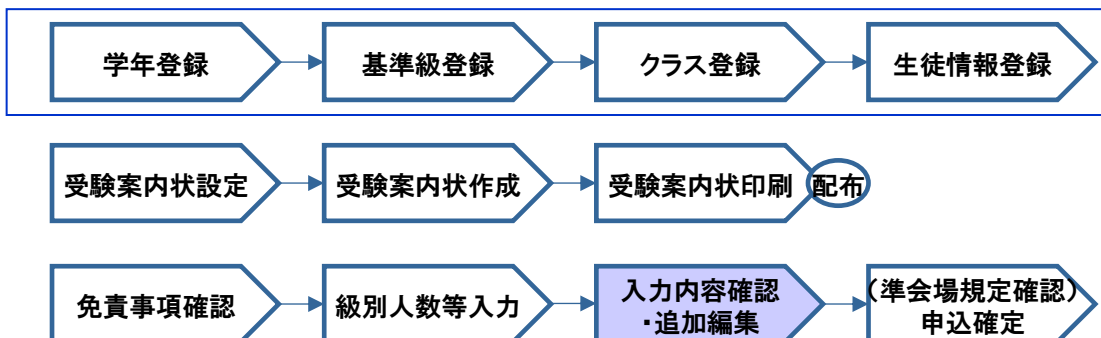 学年登録
基準級登録
クラス登録
生徒情報登録
受験案内状設定
受験案内状作成
受験案内状印刷
配布
免責事項確認
級別人数等入力
入力内容確認
・追加編集
(準会場規定確認)
申込確定